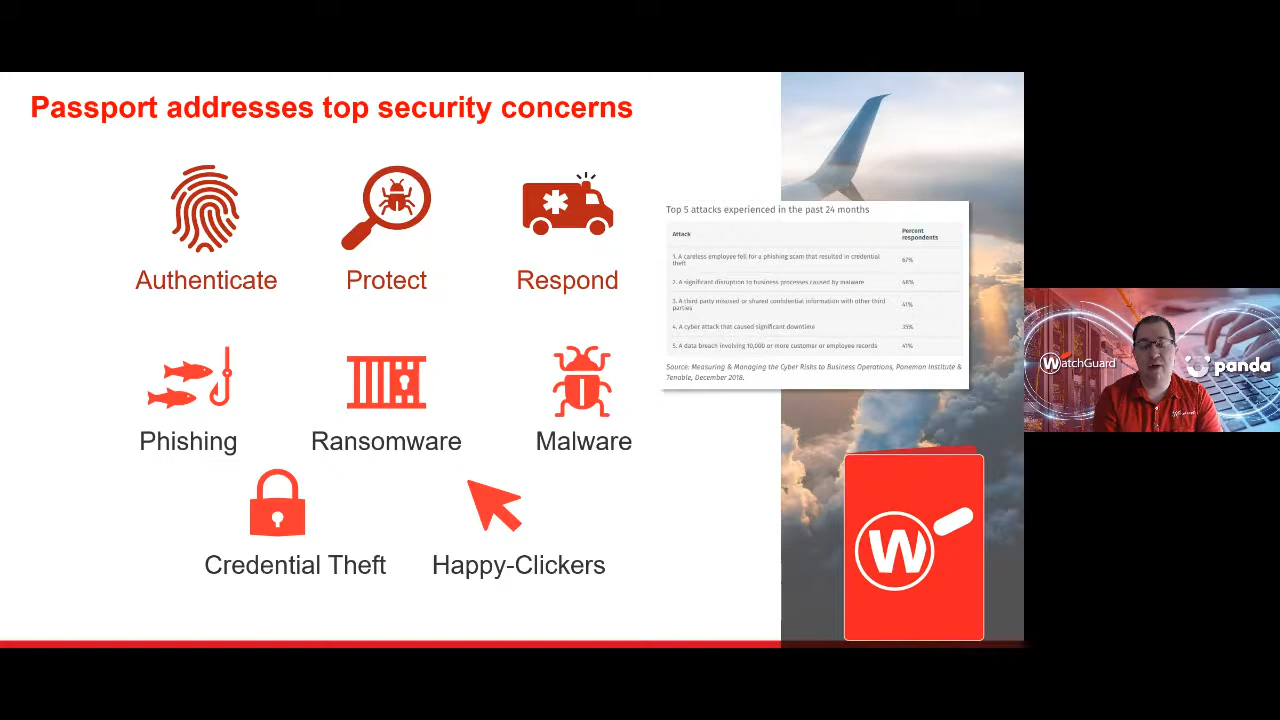 Passport addresses top security concerns
Authenticate
Protect
Respond
Phishing
Ransomware
Malware
Credential Theft
Happy-Clickers
Top 5 attacks experienced in the past 24 months
Attack
Percent
respondents
1. A careless employee fell for a phishing scam that resulted in credential
theft
67%
2. A significant disruption to business processes caused by malware
48%
3. A third party misused or shared confidential information with other third
parties
41%
4. A cyber attack that caused significant downtime
35%
5. A data breach involving 10,000 or more customer or employee records
41%
Source: Measuring & Managing the Cyber Risks to Business Operations, Ponemon Institute &
Tenable, December 2018.
W
WatchGuard
panda